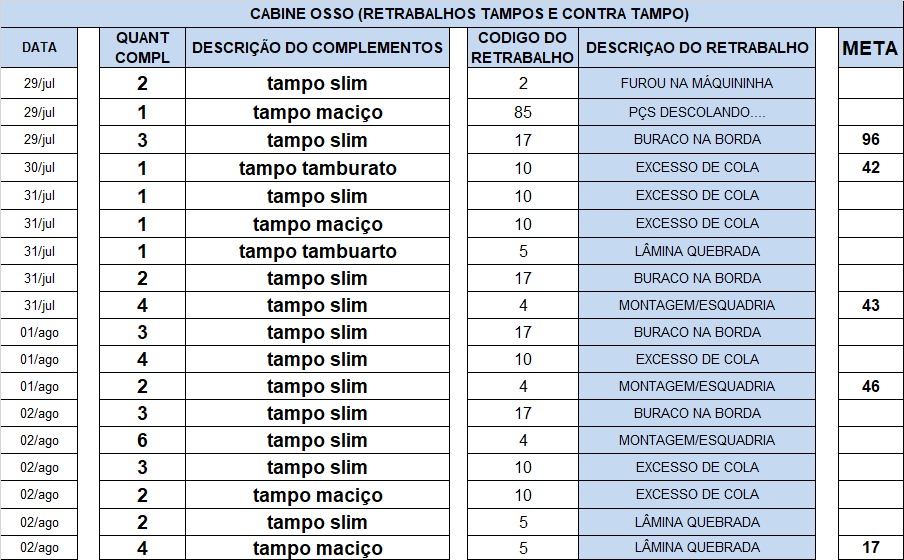 CABINE OSSO (RETRABALHOS TAMPOS E CONTRA TAMPO)
DATA QUANT COMPL DESCRIÇÃO DO COMPLEMENTOS CODIGO DO RETRABALHO DESCRIÇAO DO RETRABALHO META
29/jul 2 tampo slim 2 FUROU NA MÁQUININHA
29/jul 1 tampo maciço 85 PÇS DESCOLANDO....
29/jul 3 tampo slim 17 BURACO NA BORDA 96
30/jul 1 tampo tamburato 10 EXCESSO DE COLA 42
31/jul 1 tampo slim 10 EXCESSO DE COLA
31/jul 1 tampo maciço 10 EXCESSO DE COLA
31/jul 1 tampo tambuarto 5 LÂMINA QUEBRADA
31/jul 2 tampo slim 17 BURACO NA BORDA
31/jul 4 tampo slim 4 MONTAGEM/ESQUADRIA 43
01/ago 3 tampo slim 17 BURACO NA BORDA
01/ago 4 tampo slim 10 EXCESSO DE COLA
01/ago 2 tampo slim 4 MONTAGEM/ESQUADRIA 46
02/ago 3 tampo slim 17 BURACO NA BORDA
02/ago 6 tampo slim 4 MONTAGEM/ESQUADRIA
02/ago 3 tampo slim 10 EXCESSO DE COLA
02/ago 2 tampo maciço 10 EXCESSO DE COLA
02/ago 2 tampo slim 5 LÂMINA QUEBRADA
02/ago 4 tampo maciço 5 LÂMINA QUEBRADA 17